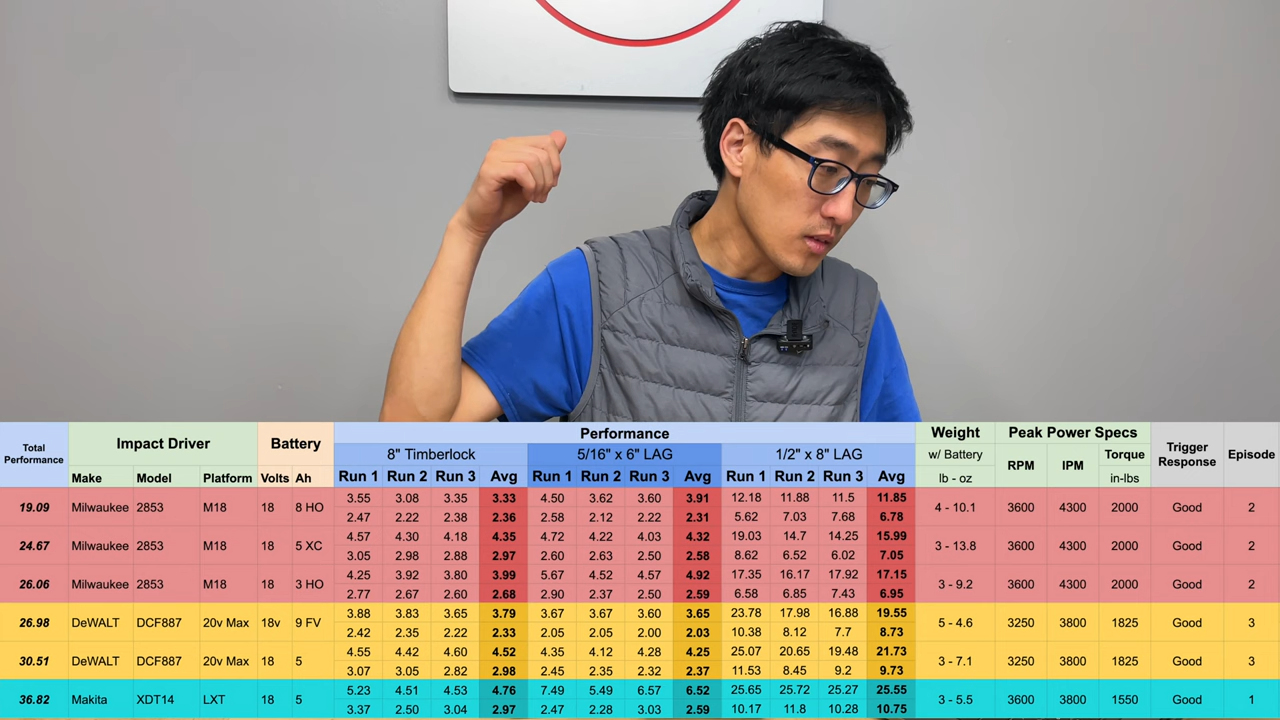 Total Performance Impact Driver Battery Performance Weight Peak Power Specs Trigger Response Episode
8" Timberlock 5/16" x 6" LAG 1/2" x 8" LAG w/ Battery RPM IPM Torque
Make Model Platform Volts Ah Run 1 Run 2 Run 3 Avg Run 1 Run 2 Run 3 Avg Run 1 Run 2 Run 3 Avg lb - oz in-lbs
19.09 Milwaukee 2853 M18 18 8 HO 3.55 3.08 3.35 3.33 4.50 3.62 3.60 3.91 12.18 11.88 11.5 11.85 4 - 10.1 3600 4300 2000 Good 2
2.47 2.22 2.38 2.36 2.58 2.12 2.22 2.31 5.62 7.03 7.68 6.78
24.67 Milwaukee 2853 M18 18 5 XC 4.57 4.30 4.18 4.35 4.72 4.22 4.03 4.32 19.03 14.7 14.25 15.99 3 - 13.8 3600 4300 2000 Good 2
3.05 2.98 2.88 2.97 2.60 2.63 2.50 2.58 8.62 6.52 6.02 7.05
26.06 Milwaukee 2853 M18 18 3 HO 4.25 3.92 3.80 3.99 5.67 4.52 4.57 4.92 17.35 16.17 17.92 17.15 3 - 9.2 3600 4300 2000 Good 2
2.77 2.67 2.60 2.68 2.90 2.37 2.50 2.59 6.58 6.85 7.43 6.95
26.98 DeWALT DCF887 20v Max 18v 9 FV 3.88 3.83 3.65 3.79 3.67 3.67 3.60 3.65 23.78 17.98 16.88 19.55 5 - 4.6 3250 3800 1825 Good 3
2.42 2.35 2.22 2.33 2.05 2.05 2.00 2.03 10.38 8.12 7.7 8.73
30.51 DeWALT DCF887 20v Max 18 5 4.55 4.42 4.60 4.52 4.35 4.12 4.28 4.25 25.07 20.65 19.48 21.73 3 - 7.1 3250 3800 1825 Good 3
3.07 3.05 2.82 2.98 2.45 2.35 2.32 2.37 11.53 8.45 9.2 9.73
36.82 Makita XDT14 LXT 18 5 5.23 4.51 4.53 4.76 7.49 5.49 6.57 6.52 25.65 25.72 25.27 25.55 3 - 5.5 3600 3800 1550 Good 1
3.37 2.50 3.04 2.97 2.47 2.28 3.03 2.59 10.17 11.8 10.28 10.75